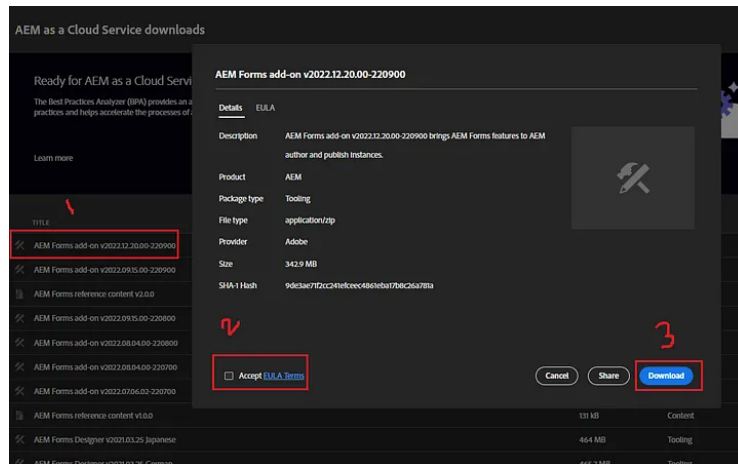 AEM as a Cloud Service downloads
Ready for AEM as a Cloud Servi
The Best Practices Analyzer (BPA) provides an a
practices and helps accelerate the processes of
Learn more
1
TITLE
AEM Forms add-on v2022.12.20.00-220900
AEM Forms add-on v2022.09.15.00-220900
AEM Forms reference content v2.0.0
AEM Forms add-on v2022.09.15.00-220800
AEM Forms add-on v2022.08.04.00-220800
AEM Forms add-on v2022.08.04.00-220700
AEM Forms add-on v2022.07.06.02-220700
AEM Forms reference content v1.0.0 131 kB Content
AEM Forms Designer v2021.03.25 Japanese 464 MB Tooling
AEM Forms Designer v2021.03.25 German Tooling
AEM Forms add-on v2022.12.20.00-220900
Details EULA
Description AEM Forms add-on v2022.12.20.00-220900 brings AEM Forms features to AEM
author and publish instances.
Product AEM
Package type Tooling
File type application/zip
Provider Adobe
Size 342.9 MB
SHA-1 Hash
2
3
Accept EULA Terms
Cancel Share Download